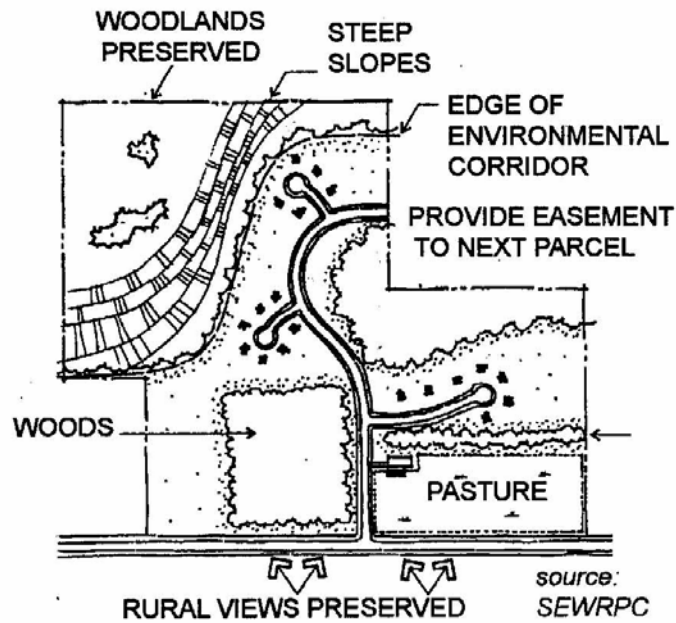 WOODLANDS
PRESERVED
STEEP
SLOPES
EDGE OF
ENVIRONMENTAL
CORRIDOR
PROVIDE EASEMENT
TO NEXT PARCEL
WOODS
PASTURE
RURAL VIEWS PRESERVED
source:
SEWRPC